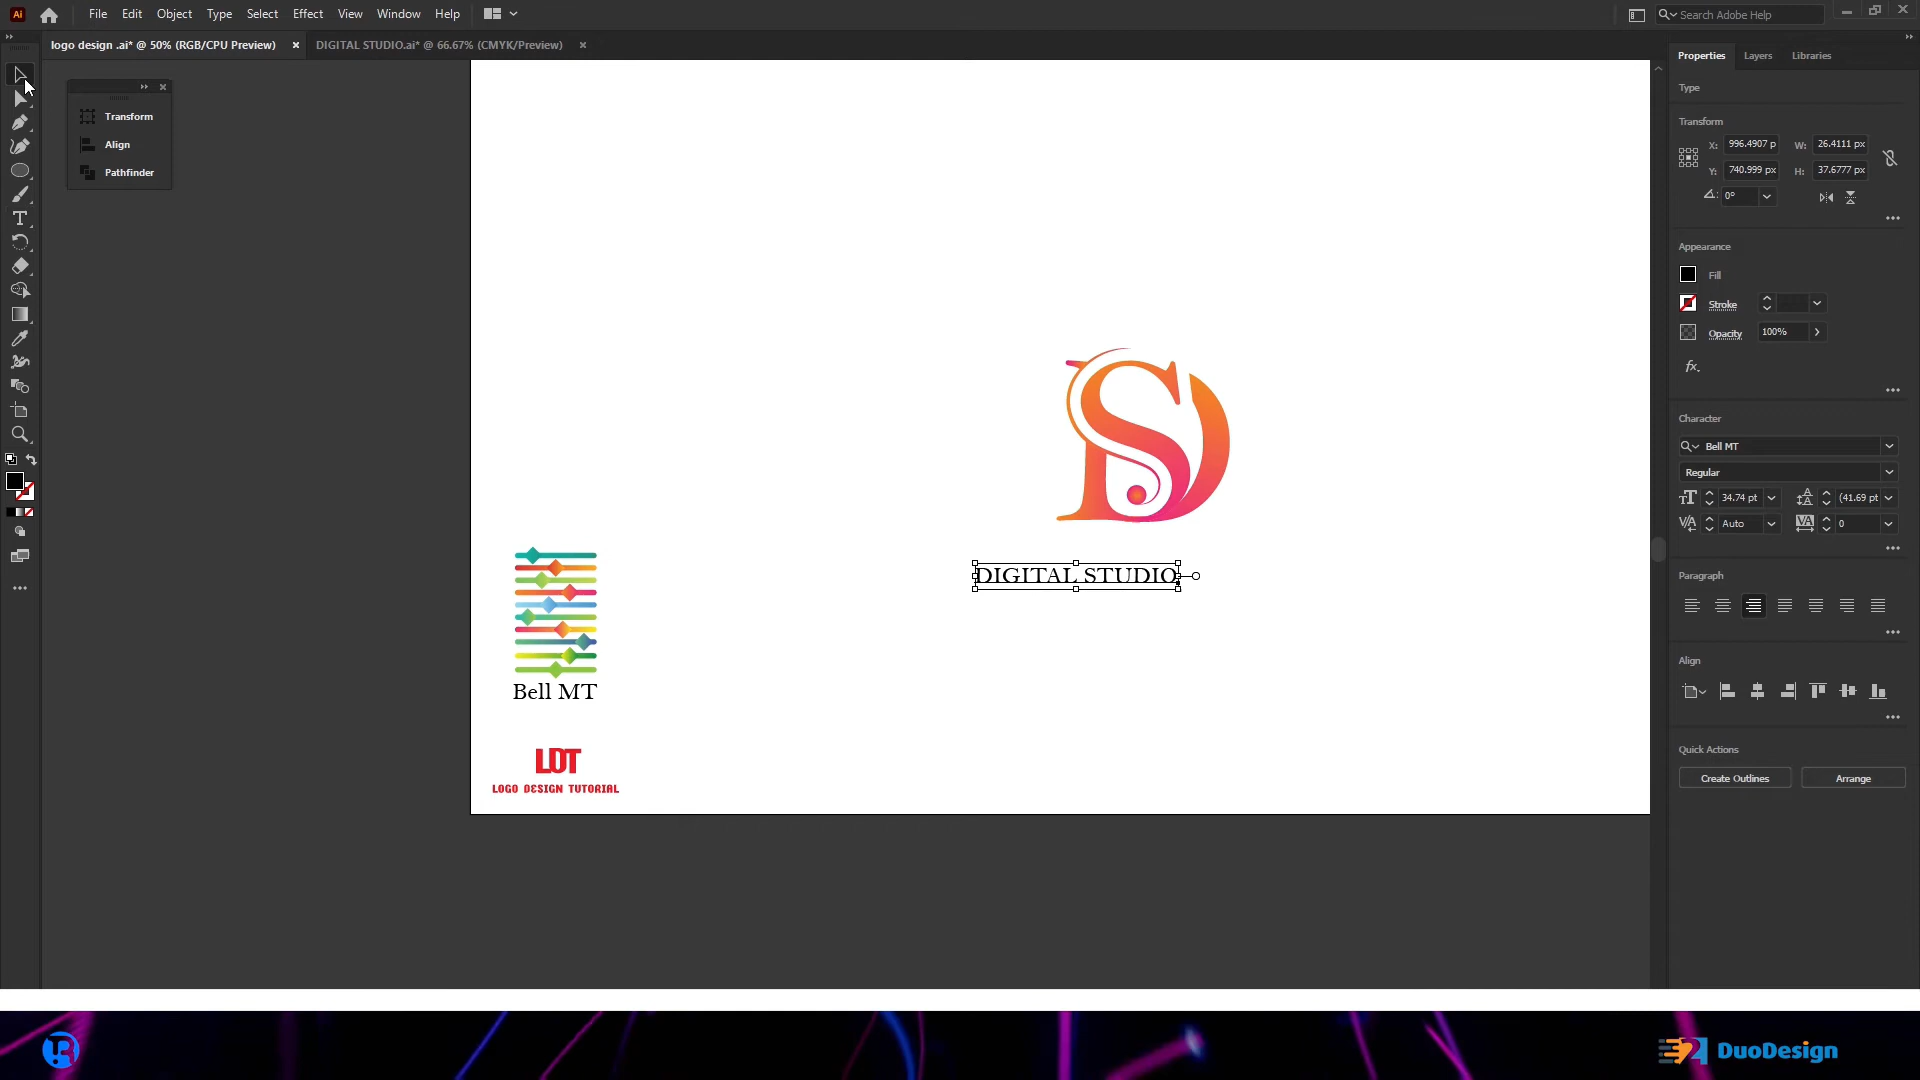 Ai File Edit Object Type Select Effect View Window Help Search Adobe Help
logo design .ai* @ 50% (RGB/CPU Preview) × DIGITAL STUDIO.ai* @ 66.67% (CMYK/Preview) ×
Properties Layers Libraries
Type
Transform
Align
Pathfinder
Transform
X: 996.4907 p W: 26.4111 px
Y: 740.999 px H: 37.6777 px
0°
Appearance
Fill
Stroke
Opacity 100%
fx.
Character
Bell MT
Regular
34.74 pt (41.69 pt
Auto 0
Paragraph
Align
Quick Actions
Create Outlines Arrange
SD
DIGITAL STUDIO
Bell MT
LDT
LOGO DESIGN TUTORIAL
DuoDesign